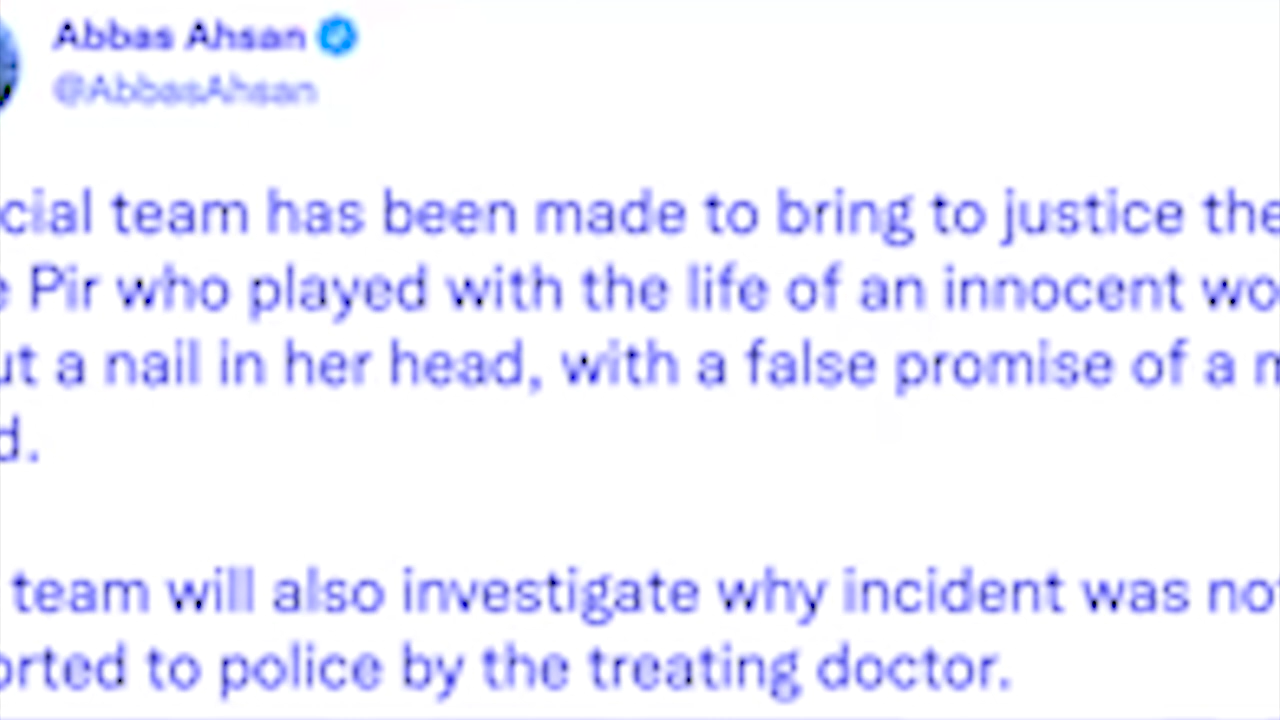 Abbas Ahsan
@AbbasAhsan
cial team has been made to bring to justice the
Pir who played with the life of an innocent wo
ut a nail in her head, with a false promise of a
d.
team will also investigate why incident was no
orted to police by the treating doctor.